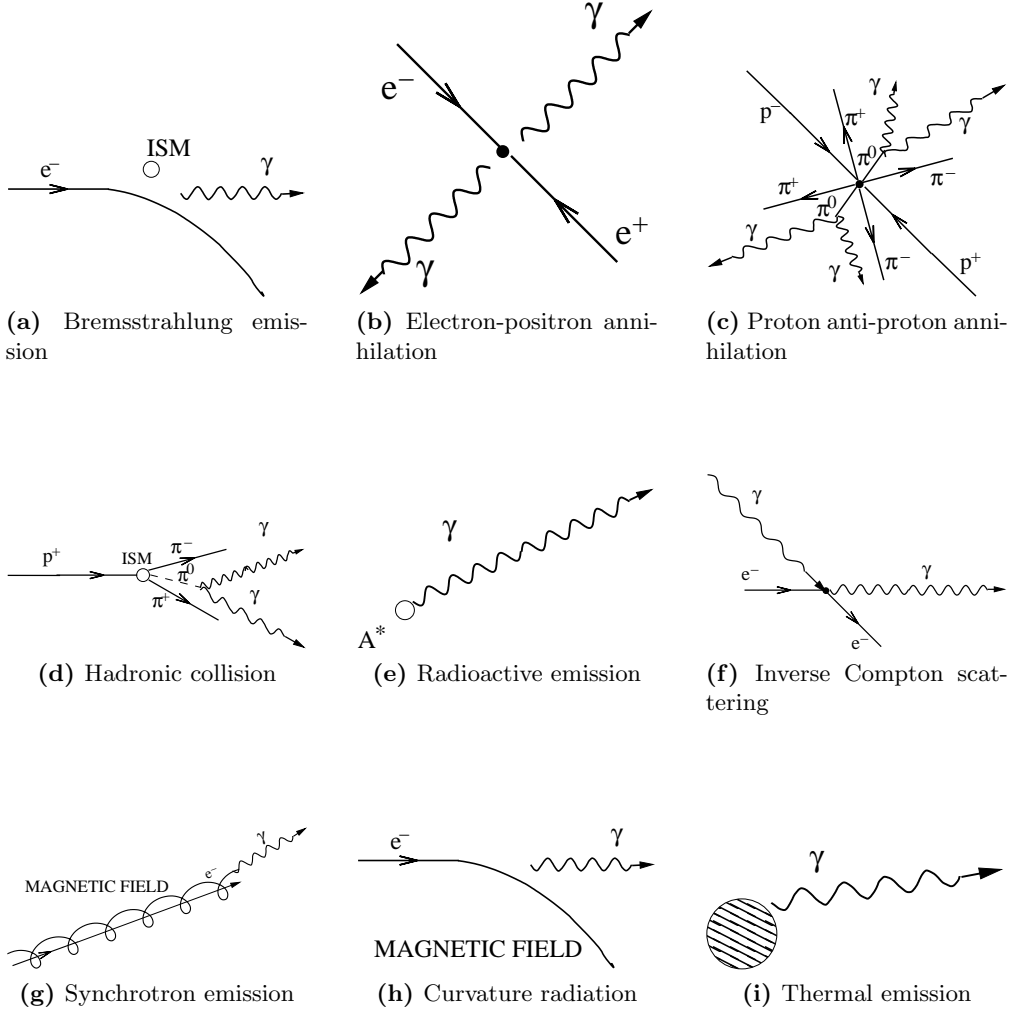 e⁻
ISM
γ
(a) Bremsstrahlung emis-
sion
γ
e⁻
e⁺
γ
(b) Electron-positron anni-
hilation
γ
p⁻
π⁺
γ
π⁰
π⁻
π⁺
π⁰
γ
γ
π⁻
p⁺
(c) Proton anti-proton anni-
hilation
p⁺
ISM
π⁻
γ
π⁰
π⁺
γ
(d) Hadronic collision
γ
A*
(e) Radioactive emission
γ
e⁻
γ
e⁻
(f) Inverse Compton scat-
tering
γ
e⁻
MAGNETIC FIELD
(g) Synchrotron emission
e⁻
γ
MAGNETIC FIELD
(h) Curvature radiation
γ
(i) Thermal emission